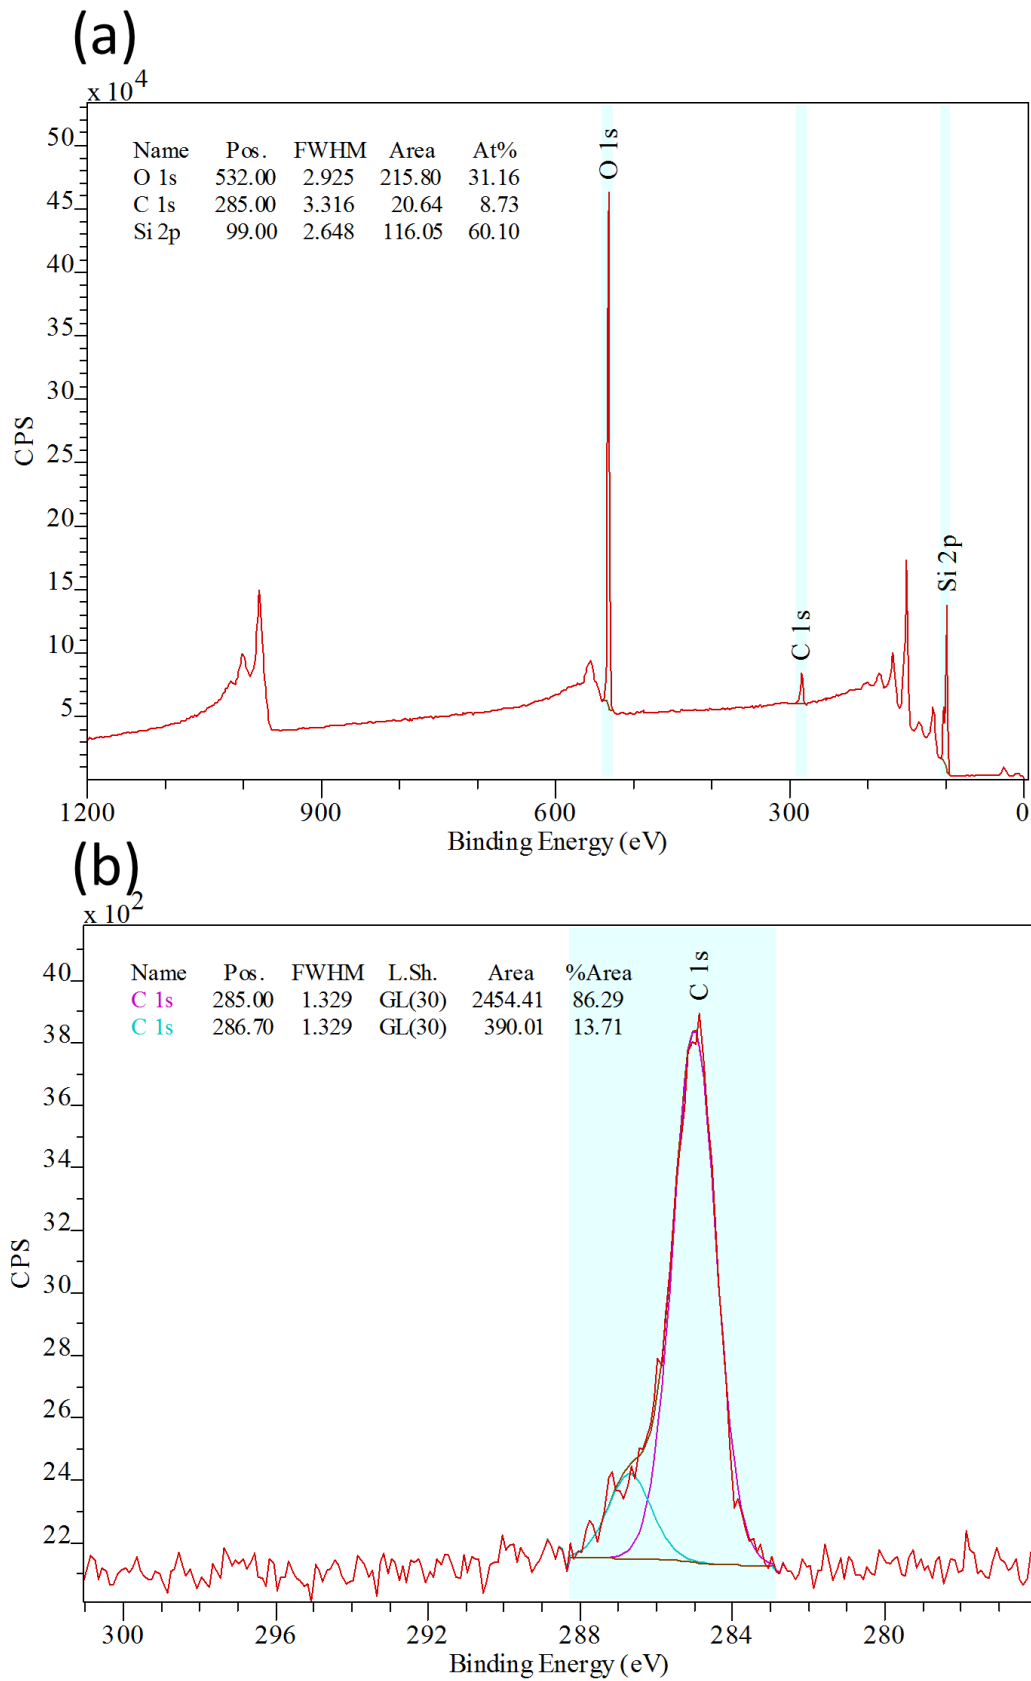 (a)
x 10^4
Name Pos. FWHM Area At%
O 1s 532.00 2.925 215.80 31.16
C 1s 285.00 3.316 20.64 8.73
Si 2p 99.00 2.648 116.05 60.10
O 1s
C 1s
Si 2p
50
45
40
35
30
25
20
15
10
5
CPS
1200 900 600 300 0
Binding Energy (eV)
(b)
x 10^2
Name Pos. FWHM L.Sh. Area %Area
C 1s 285.00 1.329 GL(30) 2454.41 86.29
C 1s 286.70 1.329 GL(30) 390.01 13.71
C 1s
40
38
36
34
32
30
28
26
24
22
CPS
300 296 292 288 284 280
Binding Energy (eV)